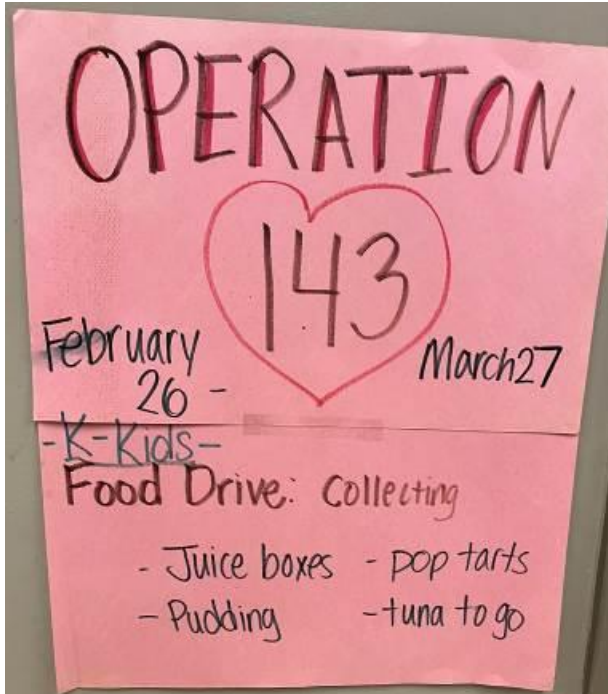 OPERATION
143
February March27
26 -
-K-Kids-
Food Drive: Collecting
- Juice boxes - pop tarts
- Pudding - tuna to go